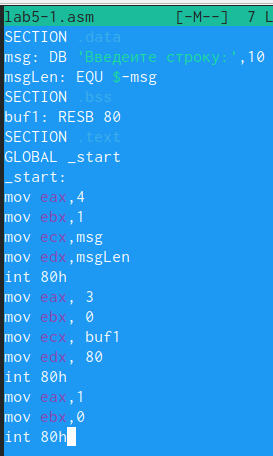 lab5-1.asm [-M--] 7 L
SECTION .data
msg: DB 'Введеите строку:',10
msgLen: EQU $-msg
SECTION .bss
buf1: RESB 80
SECTION .text
GLOBAL _start
_start:
mov eax,4
mov ebx,1
mov ecx,msg
mov edx,msgLen
int 80h
mov eax, 3
mov ebx, 0
mov ecx, buf1
mov edx, 80
int 80h
mov eax,1
mov ebx,0
int 80h